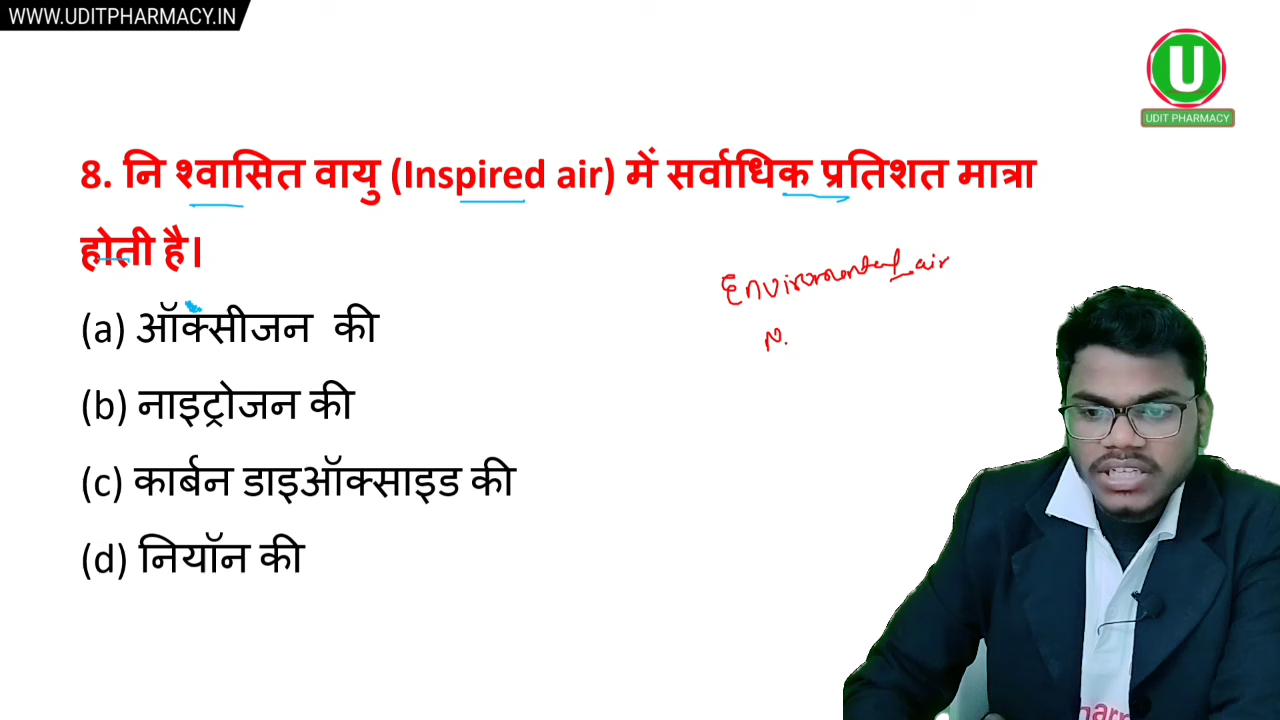 WWW.UDITPHARMACY.IN
U
UDIT PHARMACY
8. नि श्वासित वायु (Inspired air) में सर्वाधिक प्रतिशत मात्रा
होती है।
Enviromental air
N.
(a) ऑक्सीजन की
(b) नाइट्रोजन की
(c) कार्बन डाइऑक्साइड की
(d) नियॉन की